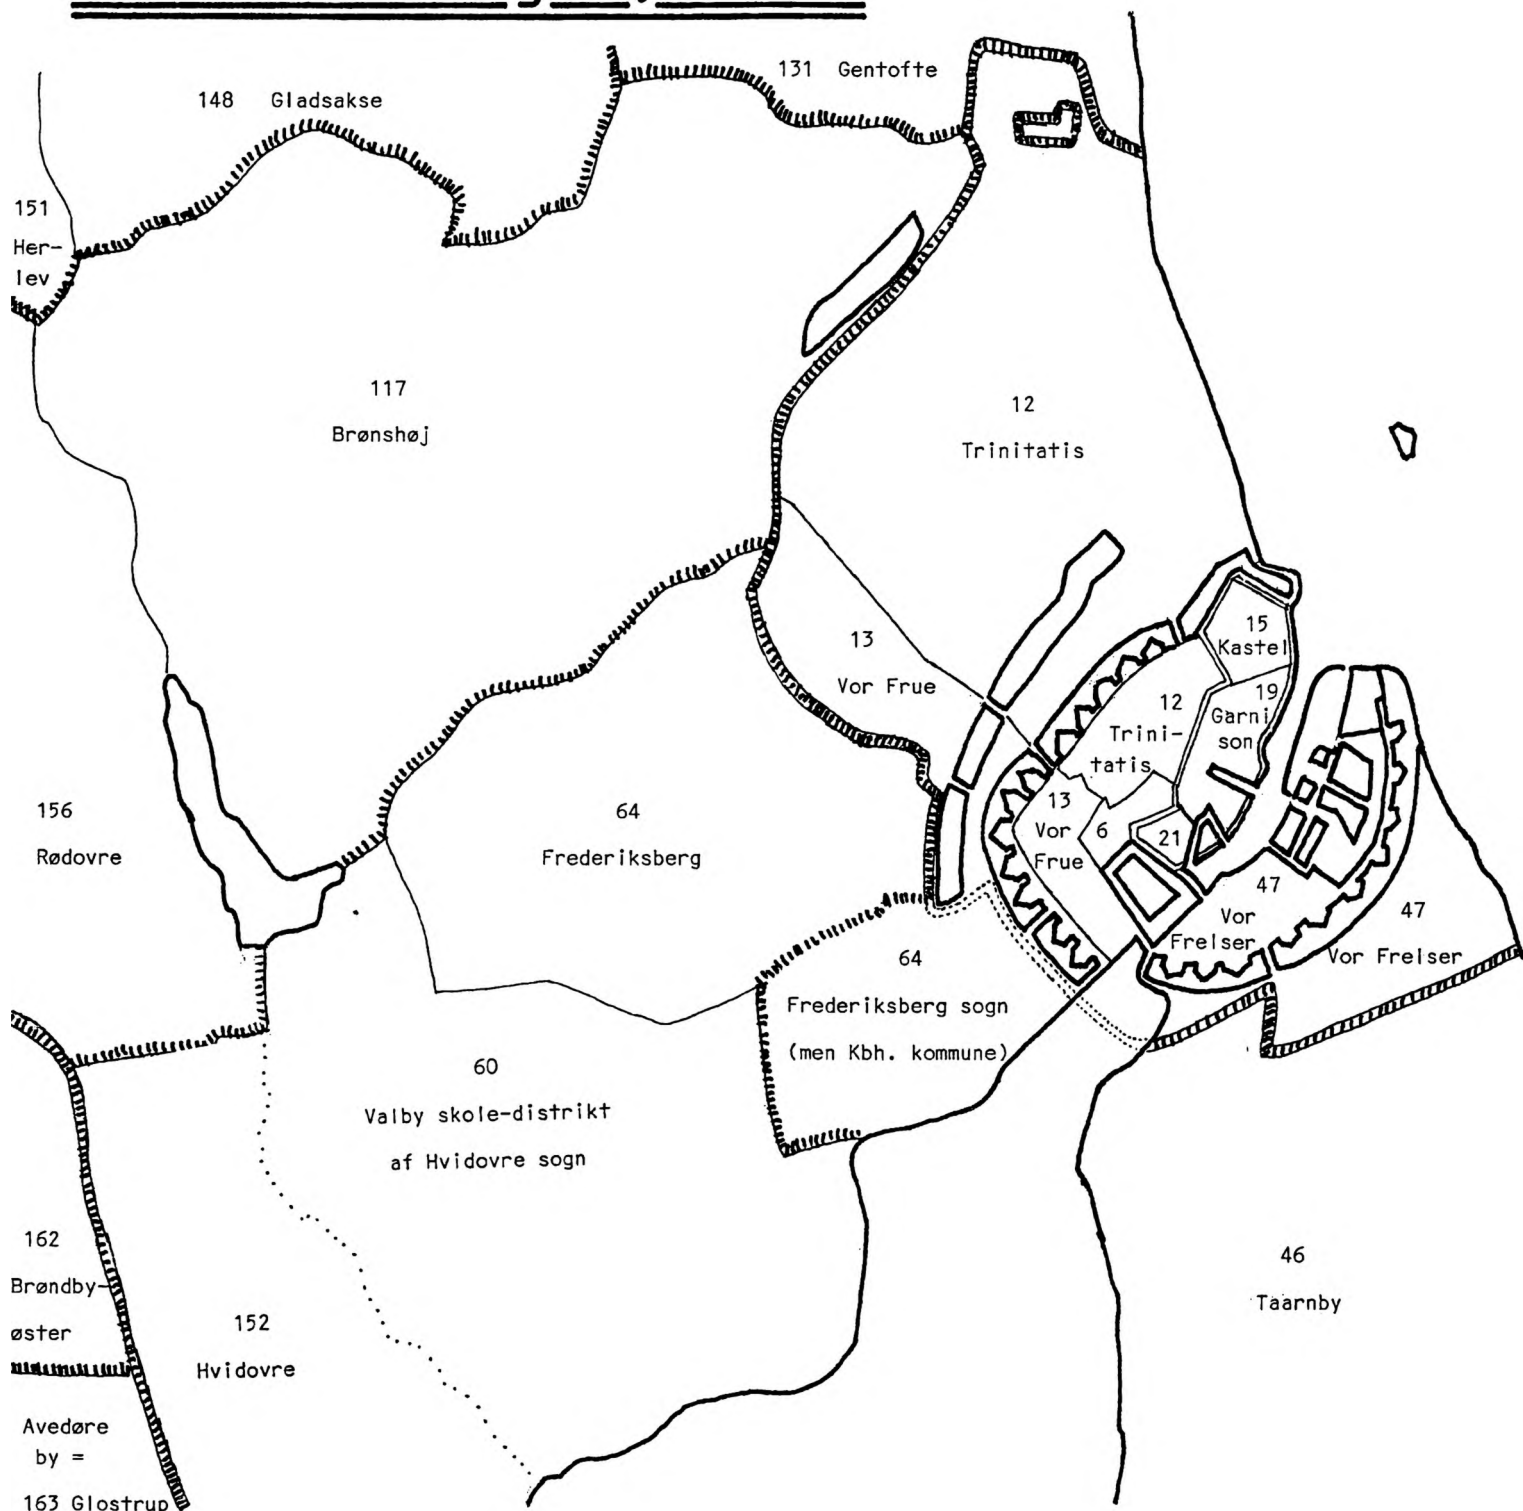 131 Gentofte
148 Gladsakse
151
Her-
lev
117
Brønshøj
12
Trinitatis
13
Vor Frue
15
Kastel
19
Garni
son
12
Trini-
tatis
13
Vor
Frue
6
21
156
Rødovre
64
Frederiksberg
47
Vor
Frelser
47
Vor Frelser
64
Frederiksberg sogn
(men Kbh. kommune)
60
Valby skole-distrikt
af Hvidovre sogn
162
Brøndby-
øster
152
Hvidovre
46
Taarnby
Avedøre
by =
163 Glostrup